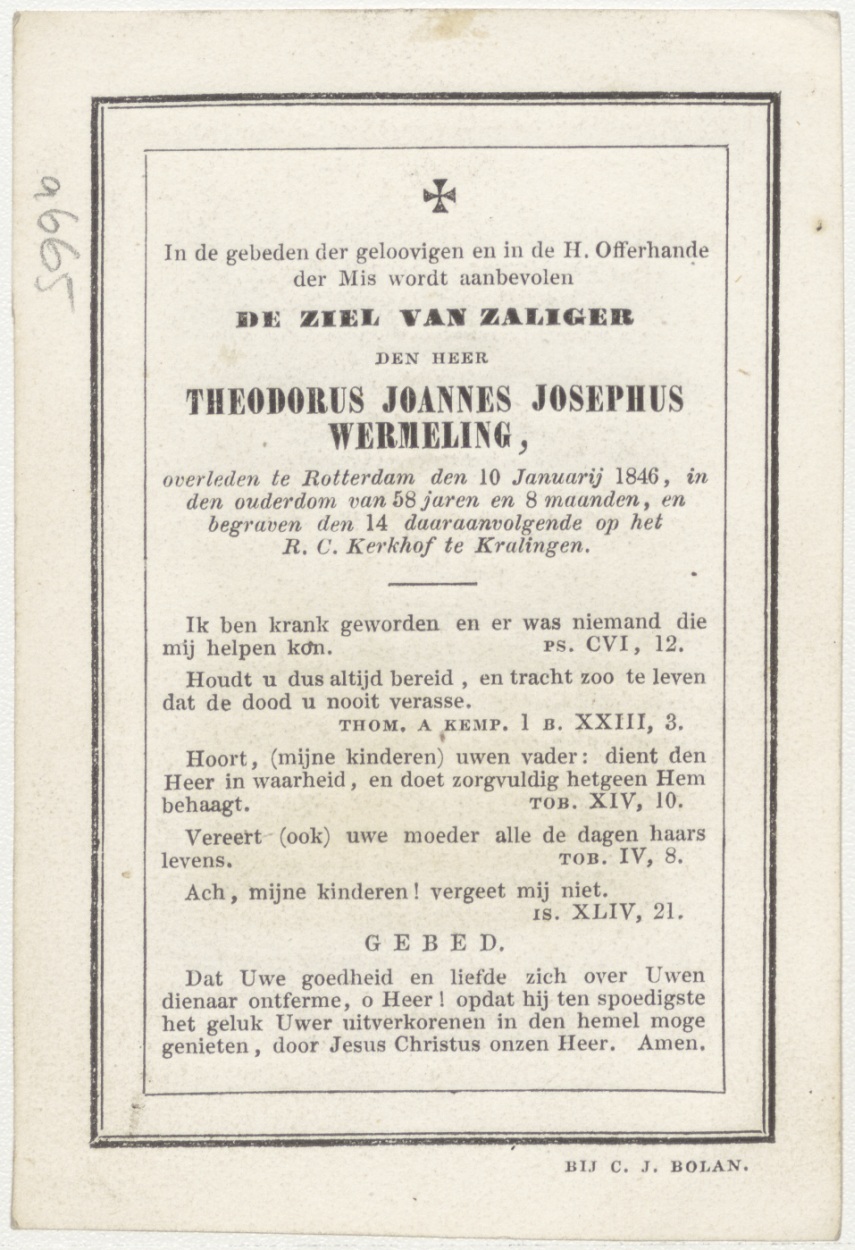 In de gebeden der geloovigen en in de H. Offerhande
der Mis wordt aanbevolen
DE ZIEL VAN ZALIGER
DEN HEER
THEODORUS JOANNES JOSEPHUS
WERMELING,
overleden te Rotterdam den 10 Januarij 1846, in
den ouderdom van 58 jaren en 8 maanden, en
begraven den 14 daaraanvolgende op het
R. C. Kerkhof te Kralingen.
Ik ben krank geworden en er was niemand die
mij helpen kon. PS. CVI, 12.
Houdt u dus altijd bereid, en tracht zoo te leven
dat de dood u nooit verasse.
THOM. A KEMP. 1 B. XXIII, 3.
Hoort, (mijne kinderen) uwen vader: dient den
Heer in waarheid, en doet zorgvuldig hetgeen Hem
behaagt. TOB. XIV, 10.
Vereert (ook) uwe moeder alle de dagen haars
levens. TOB. IV, 8.
Ach, mijne kinderen! vergeet mij niet.
IS. XLIV, 21.
GEBED.
Dat Uwe goedheid en liefde zich over Uwen
dienaar ontferme, o Heer! opdat hij ten spoedigste
het geluk Uwer uitverkorenen in den hemel moge
genieten, door Jesus Christus onzen Heer. Amen.
BIJ C. J. BOLAN.